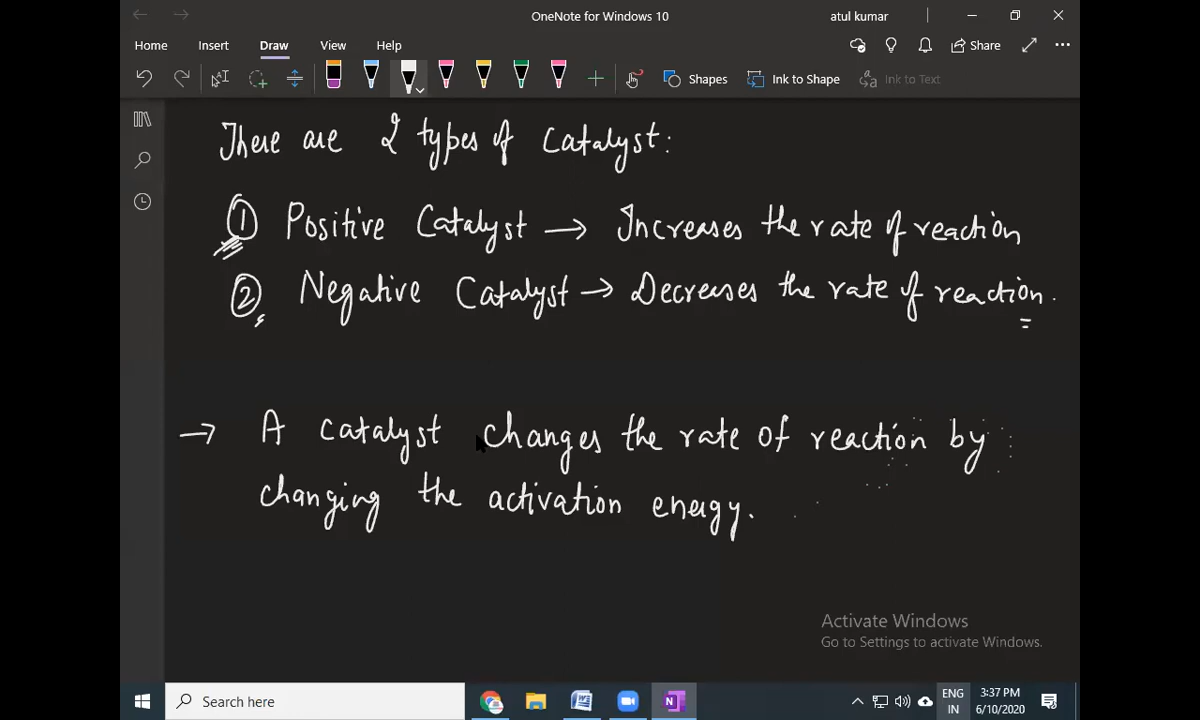 OneNote for Windows 10
atul kumar
Home Insert Draw View Help
Share
Shapes Ink to Shape Ink to Text
There are 2 types of Catalyst:
① Positive Catalyst → Increases the rate of reaction
② Negative Catalyst → Decreases the rate of reaction.
→ A catalyst changes the rate of reaction by
changing the activation energy.
Activate Windows
Go to Settings to activate Windows.
Search here
ENG
IN
3:37 PM
6/10/2020